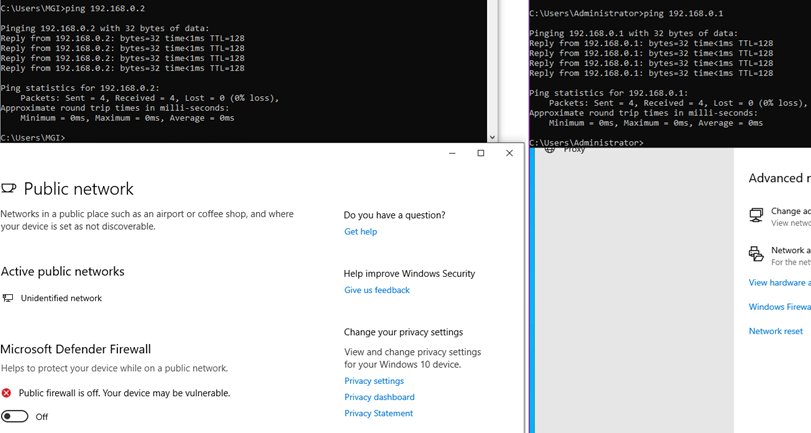 C:\Users\MGI>ping 192.168.0.2
Pinging 192.168.0.2 with 32 bytes of data:
Reply from 192.168.0.2: bytes=32 time<1ms TTL=128
Reply from 192.168.0.2: bytes=32 time<1ms TTL=128
Reply from 192.168.0.2: bytes=32 time<1ms TTL=128
Reply from 192.168.0.2: bytes=32 time<1ms TTL=128
Ping statistics for 192.168.0.2:
Packets: Sent = 4, Received = 4, Lost = 0 (0% loss),
Approximate round trip times in milli-seconds:
Minimum = 0ms, Maximum = 0ms, Average = 0ms
C:\Users\MGI>
C:\Users\Administrator>ping 192.168.0.1
Pinging 192.168.0.1 with 32 bytes of data:
Reply from 192.168.0.1: bytes=32 time<1ms TTL=128
Reply from 192.168.0.1: bytes=32 time<1ms TTL=128
Reply from 192.168.0.1: bytes=32 time<1ms TTL=128
Reply from 192.168.0.1: bytes=32 time<1ms TTL=128
Ping statistics for 192.168.0.1:
Packets: Sent = 4, Received = 4, Lost = 0 (0% loss),
Approximate round trip times in milli-seconds:
Minimum = 0ms, Maximum = 0ms, Average = 0ms
C:\Users\Administrator>
Public network
Networks in a public place such as an airport or coffee shop, and where
your device is set as not discoverable.
Active public networks
Unidentified network
Microsoft Defender Firewall
Helps to protect your device while on a public network.
Public firewall is off. Your device may be vulnerable.
Off
Do you have a question?
Get help
Help improve Windows Security
Give us feedback
Change your privacy settings
View and change privacy settings
for your Windows 10 device.
Privacy settings
Privacy dashboard
Privacy Statement
Proxy
Advanced n
Change ad
View netwo
Network a
For the net
View hardware a
Windows Firewa
Network reset